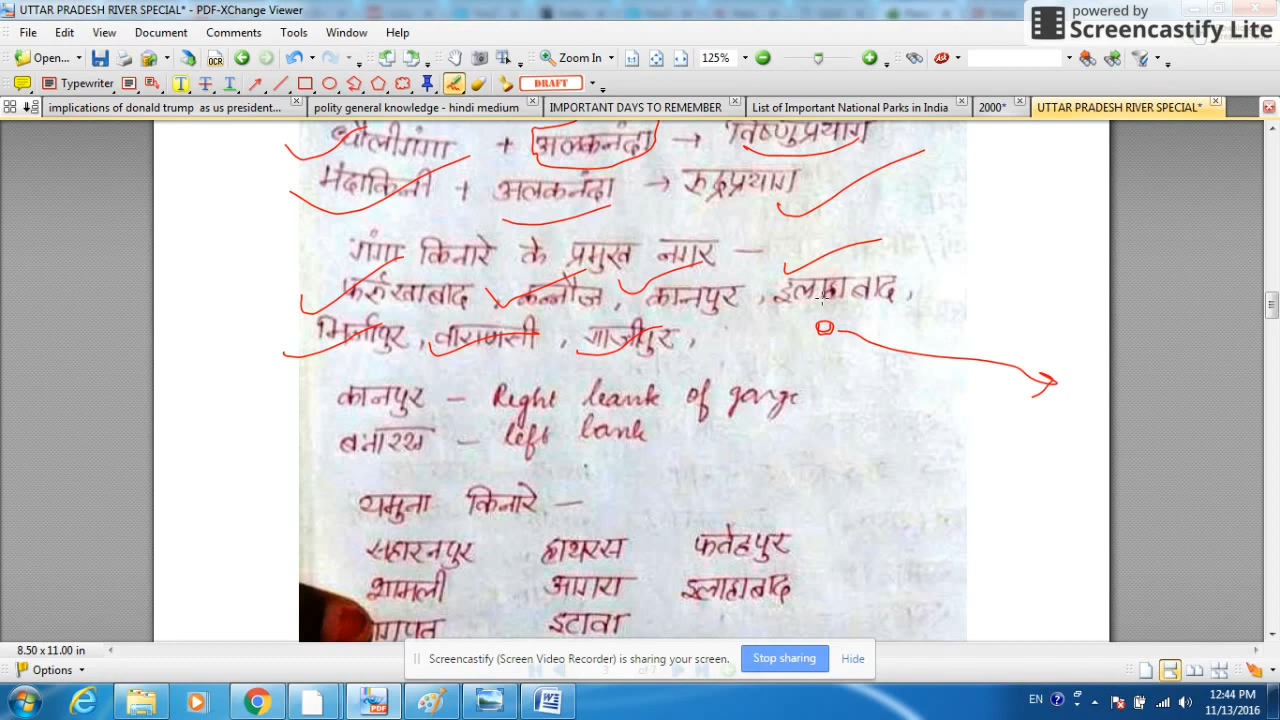 UTTAR PRADESH RIVER SPECIAL* - PDF-XChange Viewer
powered by
Screencastify Lite
File Edit View Document Comments Tools Window Help
Open... OCR Zoom In 125%
Typewriter DRAFT
implications of donald trump as us president...
polity general knowledge - hindi medium
IMPORTANT DAYS TO REMEMBER
List of Important National Parks in India
2000*
UTTAR PRADESH RIVER SPECIAL*
धौलीगंगा + अलकनंदा → विष्णुप्रयाग
मंदाकिनी + अलकनंदा → रुद्रप्रयाग
गंगा किनारे के प्रमुख नगर —
फर्रुखाबाद, कन्नौज, कानपुर, इलाहाबाद,
मिर्जापुर, वाराणसी, गाजीपुर,
कानपुर — Right bank of
बनारस — left bank
यमुना किनारे —
सहारनपुर हाथरस फतेहपुर
शामली आगरा इलाहाबाद
इटावा
8.50 x 11.00 in
Screencastify (Screen Video Recorder) is sharing your screen. Stop sharing Hide
3 of 7
Options
EN 12:44 PM
11/13/2016